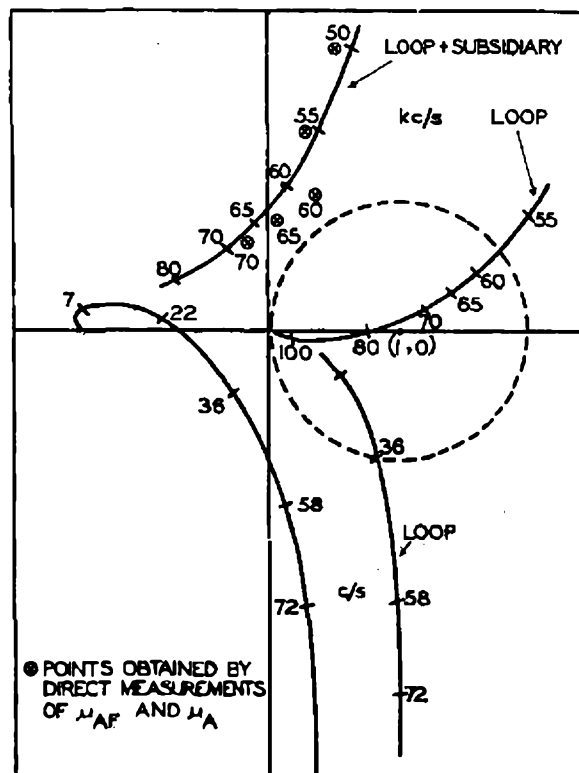 50
LOOP + SUBSIDIARY
kc/s
LOOP
55
60
60
65
65
70
70
80
55
60
65
70
7
22
100
80 (1,0)
36
36
58
LOOP
72
c/s
58
72
⊗ POINTS OBTAINED BY
DIRECT MEASUREMENTS
OF μAF AND μA